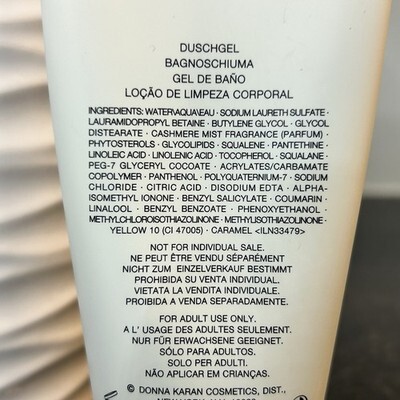 DUSCHGEL
BAGNOSCHIUMA
GEL DE BAÑO
LOÇÃO DE LIMPEZA CORPORAL
INGREDIENTS: WATER\AQUA\EAU · SODIUM LAURETH SULFATE ·
LAURAMIDOPROPYL BETAINE · BUTYLENE GLYCOL · GLYCOL
DISTEARATE · CASHMERE MIST FRAGRANCE (PARFUM) ·
PHYTOSTEROLS · GLYCOLIPIDS · SQUALENE · PANTETHINE ·
LINOLEIC ACID · LINOLENIC ACID · TOCOPHEROL · SQUALANE ·
PEG-7 GLYCERYL COCOATE · ACRYLATES/CARBAMATE
COPOLYMER · PANTHENOL · POLYQUATERNIUM-7 · SODIUM
CHLORIDE · CITRIC ACID · DISODIUM EDTA · ALPHA-
ISOMETHYL IONONE · BENZYL SALICYLATE · COUMARIN ·
LINALOOL · BENZYL BENZOATE · PHENOXYETHANOL ·
METHYLCHLOROISOTHIAZOLINONE · METHYLISOTHIAZOLINONE ·
YELLOW 10 (CI 47005) · CARAMEL <ILN33479>
NOT FOR INDIVIDUAL SALE.
NE PEUT ÊTRE VENDU SÉPARÉMENT
NICHT ZUM EINZELVERKAUF BESTIMMT
PROHIBIDA SU VENTA INDIVIDUAL.
VIETATA LA VENDITA INDIVIDUALE.
PROIBIDA A VENDA SEPARADAMENTE.
FOR ADULT USE ONLY.
A L' USAGE DES ADULTES SEULEMENT.
NUR FÜR ERWACHSENE GEEIGNET.
SÓLO PARA ADULTOS.
SOLO PER ADULTI.
NÃO APLICAR EM CRIANÇAS.
© DONNA KARAN COSMETICS, DIST.,